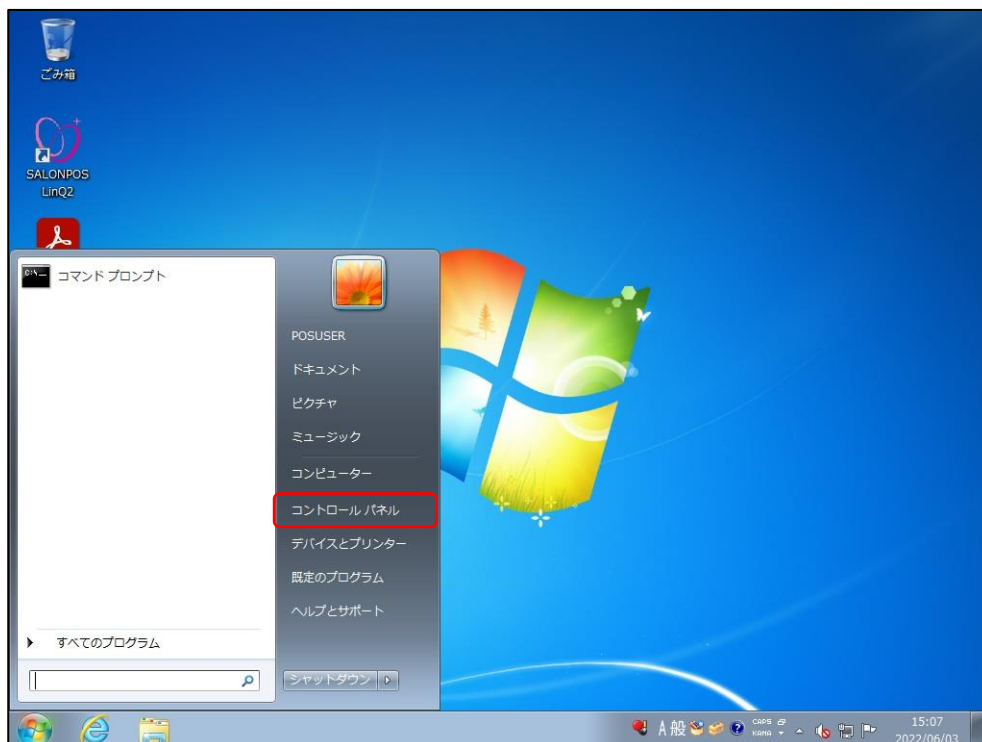 ごみ箱
SALONPOS
LinQ2
C:\_
コマンド プロンプト
POSUSER
ドキュメント
ピクチャ
ミュージック
コンピューター
コントロール パネル
デバイスとプリンター
既定のプログラム
ヘルプとサポート
すべてのプログラム
シャットダウン
A 般
CAPS
KANA
15:07
2022/06/03